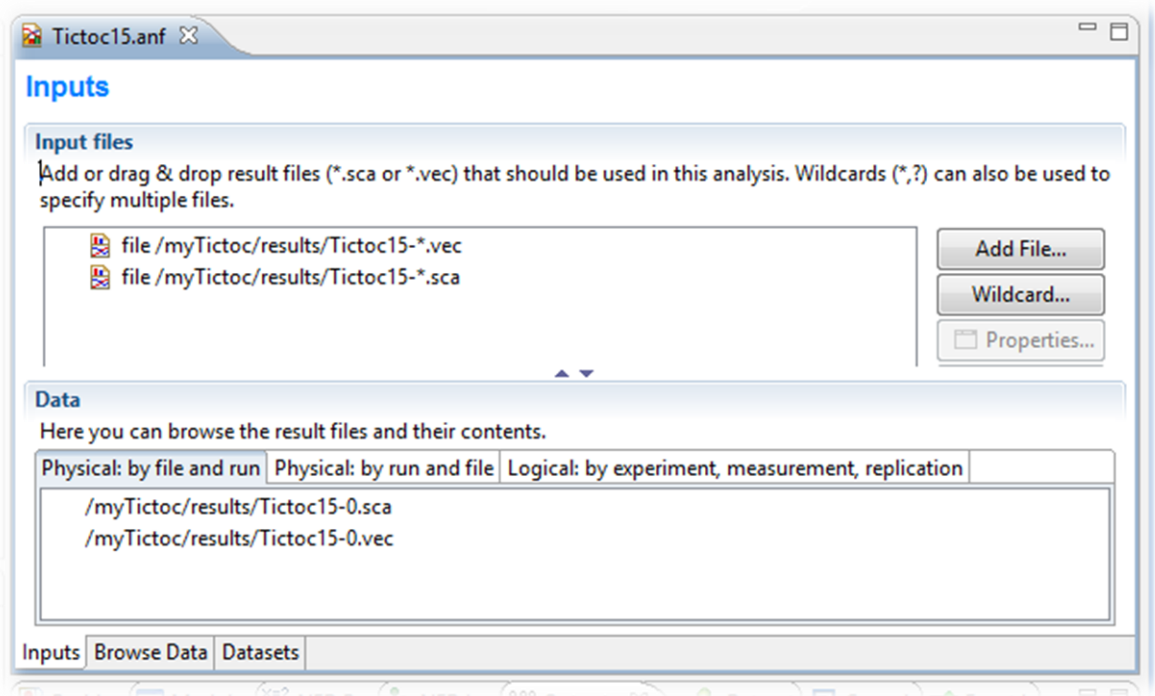 Tictoc15.anf
Inputs
Input files
Add or drag & drop result files (*.sca or *.vec) that should be used in this analysis. Wildcards (*,?) can also be used to
specify multiple files.
file /myTictoc/results/Tictoc15-*.vec
Add File...
file /myTictoc/results/Tictoc15-*.sca
Wildcard...
Properties...
Data
Here you can browse the result files and their contents.
Physical: by file and run Physical: by run and file Logical: by experiment, measurement, replication
/myTictoc/results/Tictoc15-0.sca
/myTictoc/results/Tictoc15-0.vec
Inputs Browse Data Datasets